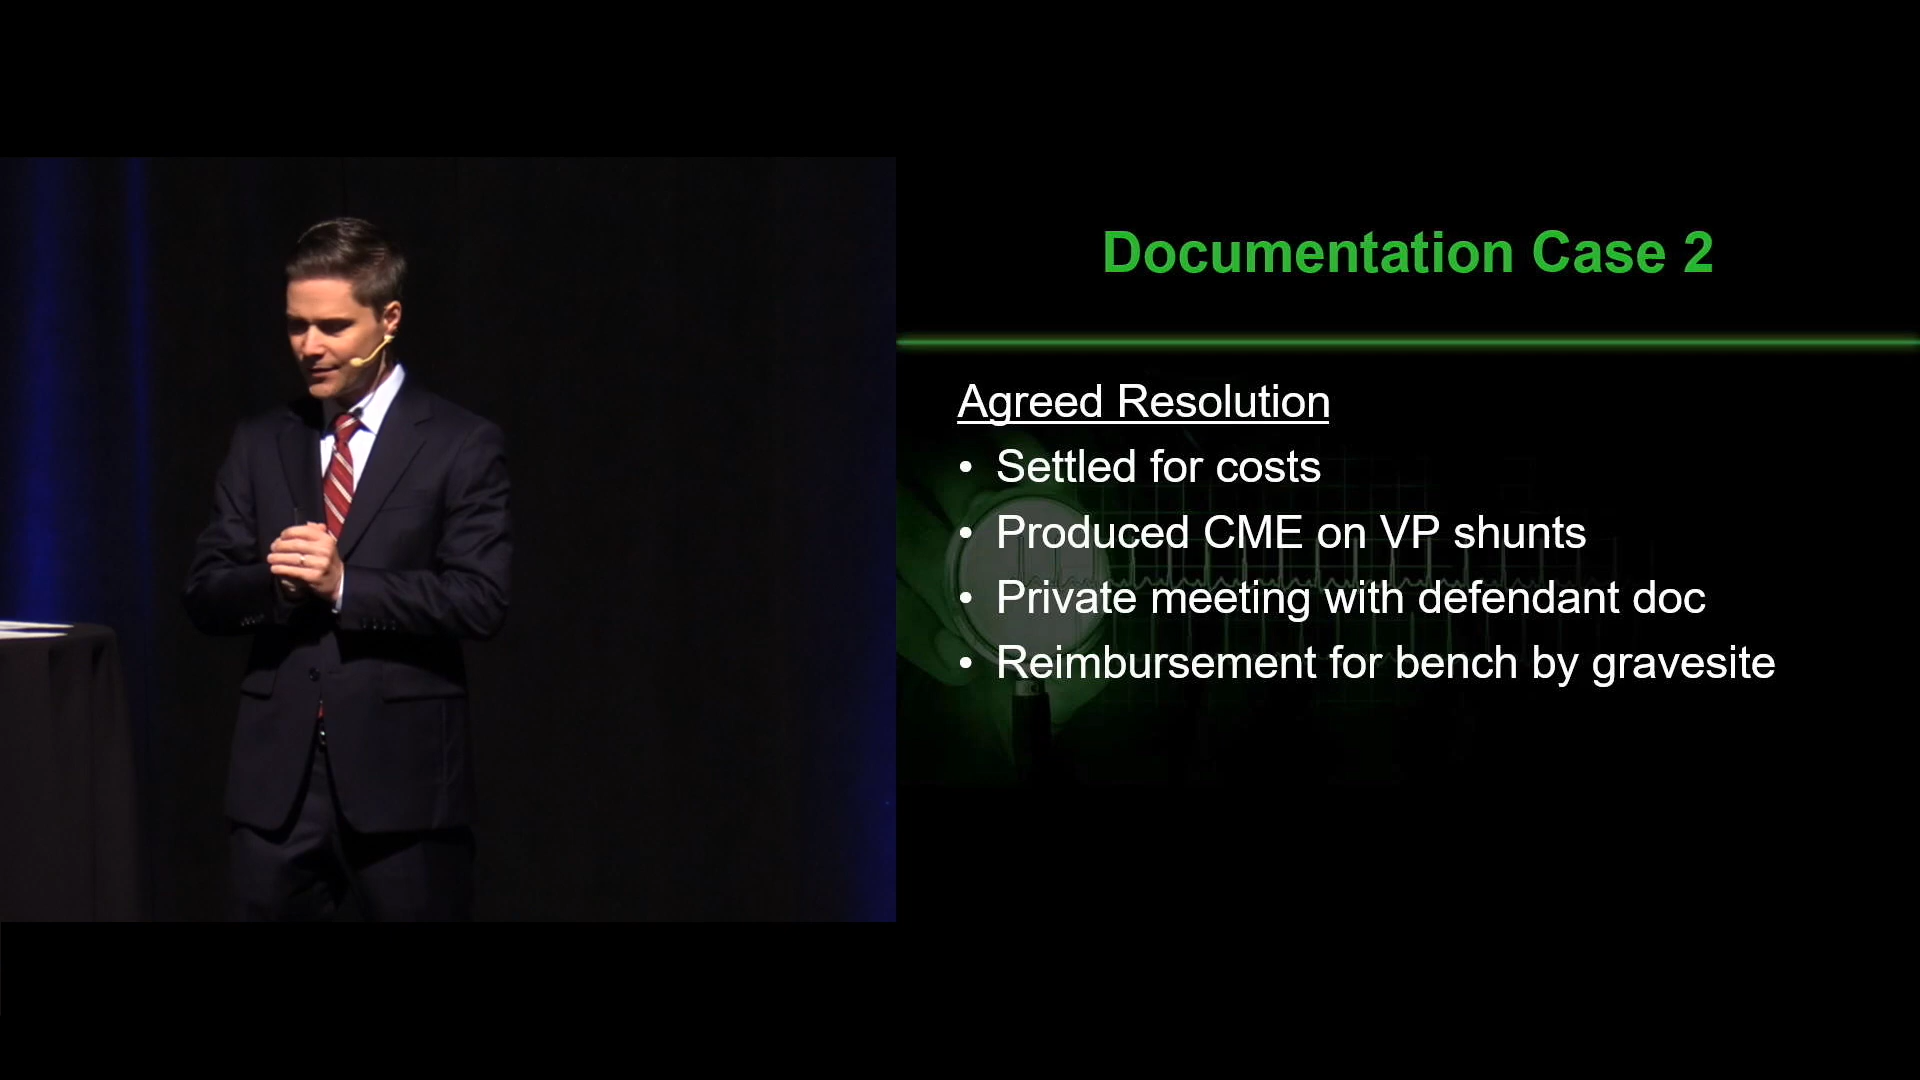 Documentation Case 2
Agreed Resolution
• Settled for costs
• Produced CME on VP shunts
• Private meeting with defendant doc
• Reimbursement for bench by gravesite